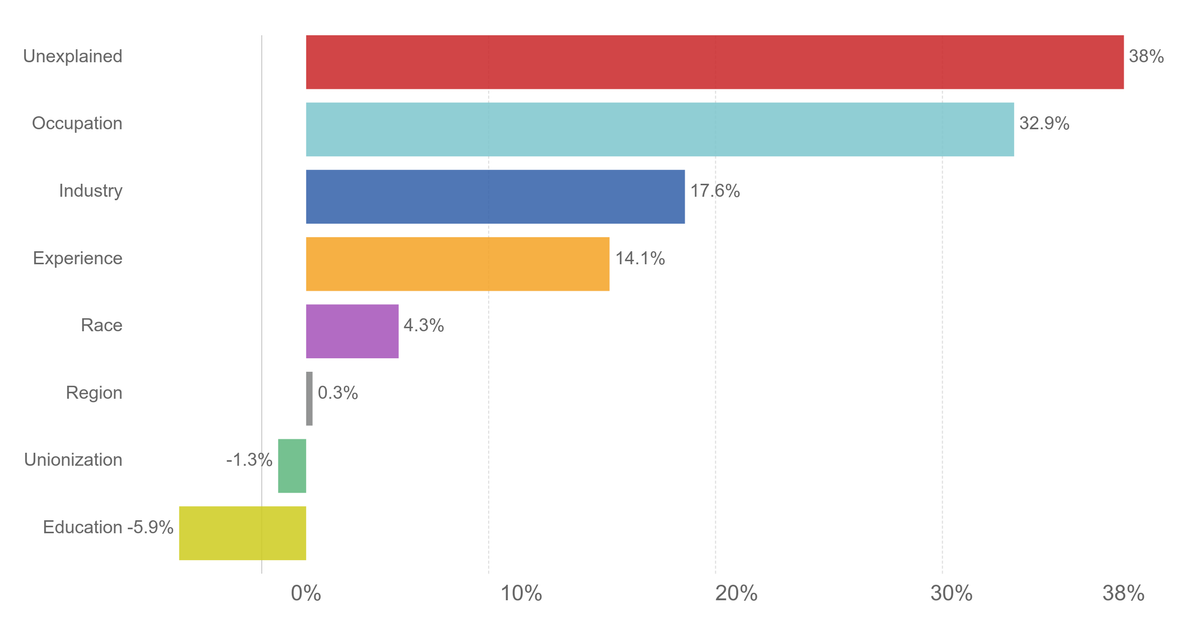 Unexplained 38%
Occupation 32.9%
Industry 17.6%
Experience 14.1%
Race 4.3%
Region 0.3%
Unionization -1.3%
Education -5.9%
0% 10% 20% 30% 38%